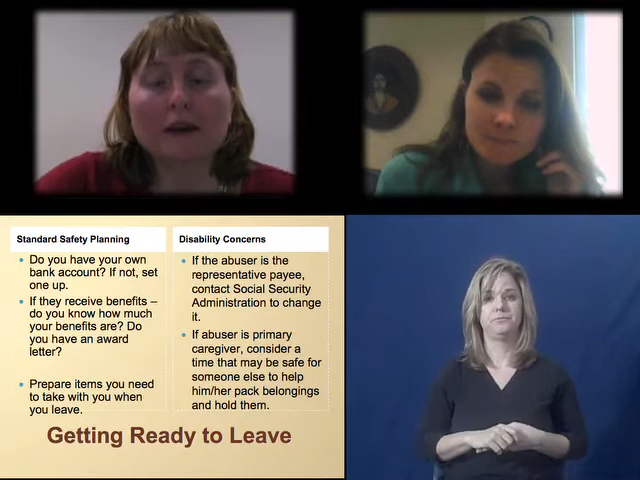 Standard Safety Planning
Do you have your own
bank account? If not, set
one up.
If they receive benefits –
do you know how much
your benefits are? Do
you have an award
letter?
Prepare items you need
to take with you when
you leave.
Disability Concerns
If the abuser is the
representative payee,
contact Social Security
Administration to change
it.
If abuser is primary
caregiver, consider a
time that may be safe for
someone else to help
him/her pack belongings
and hold them.
Getting Ready to Leave